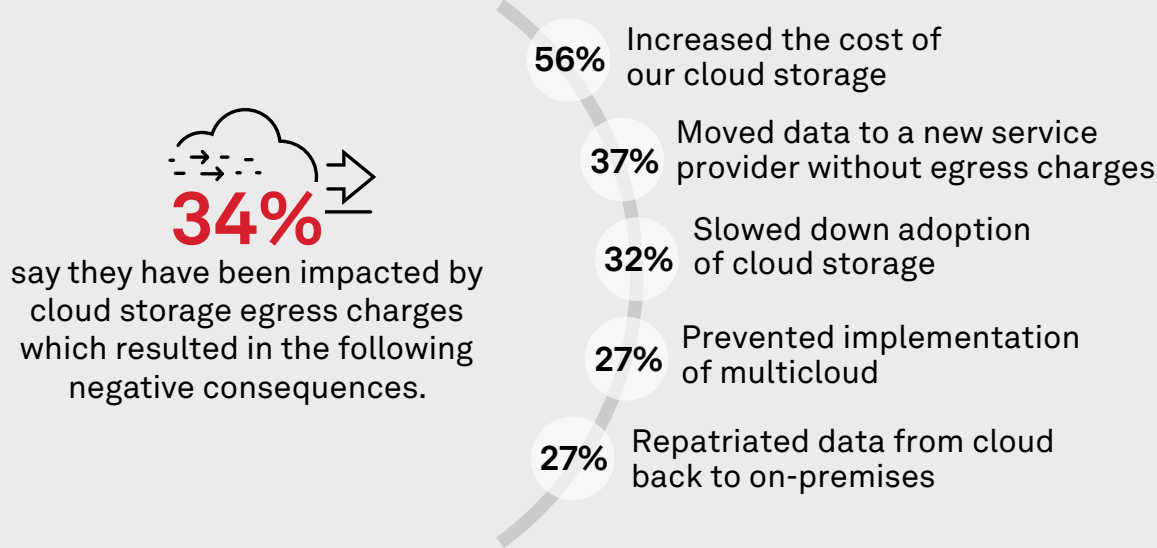 34%
say they have been impacted by
cloud storage egress charges
which resulted in the following
negative consequences.
56%
Increased the cost of
our cloud storage
37%
Moved data to a new service
provider without egress charges
32%
Slowed down adoption
of cloud storage
27%
Prevented implementation
of multicloud
27%
Repatriated data from cloud
back to on-premises